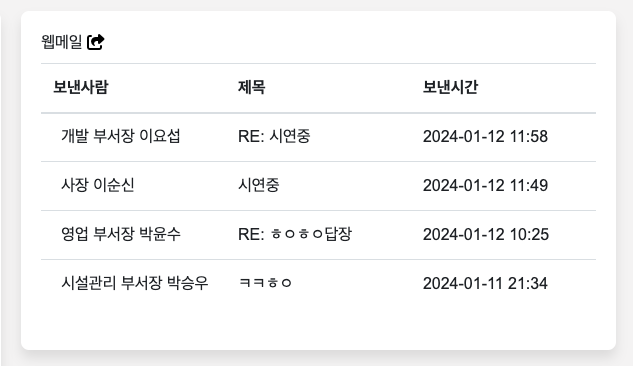 웹메일
보낸사람 제목 보낸시간
개발 부서장 이요섭 RE: 시연중 2024-01-12 11:58
사장 이순신 시연중 2024-01-12 11:49
영업 부서장 박윤수 RE: ㅎㅇㅎㅇ답장 2024-01-12 10:25
시설관리 부서장 박승우 ㅋㅋㅎㅇ 2024-01-11 21:34